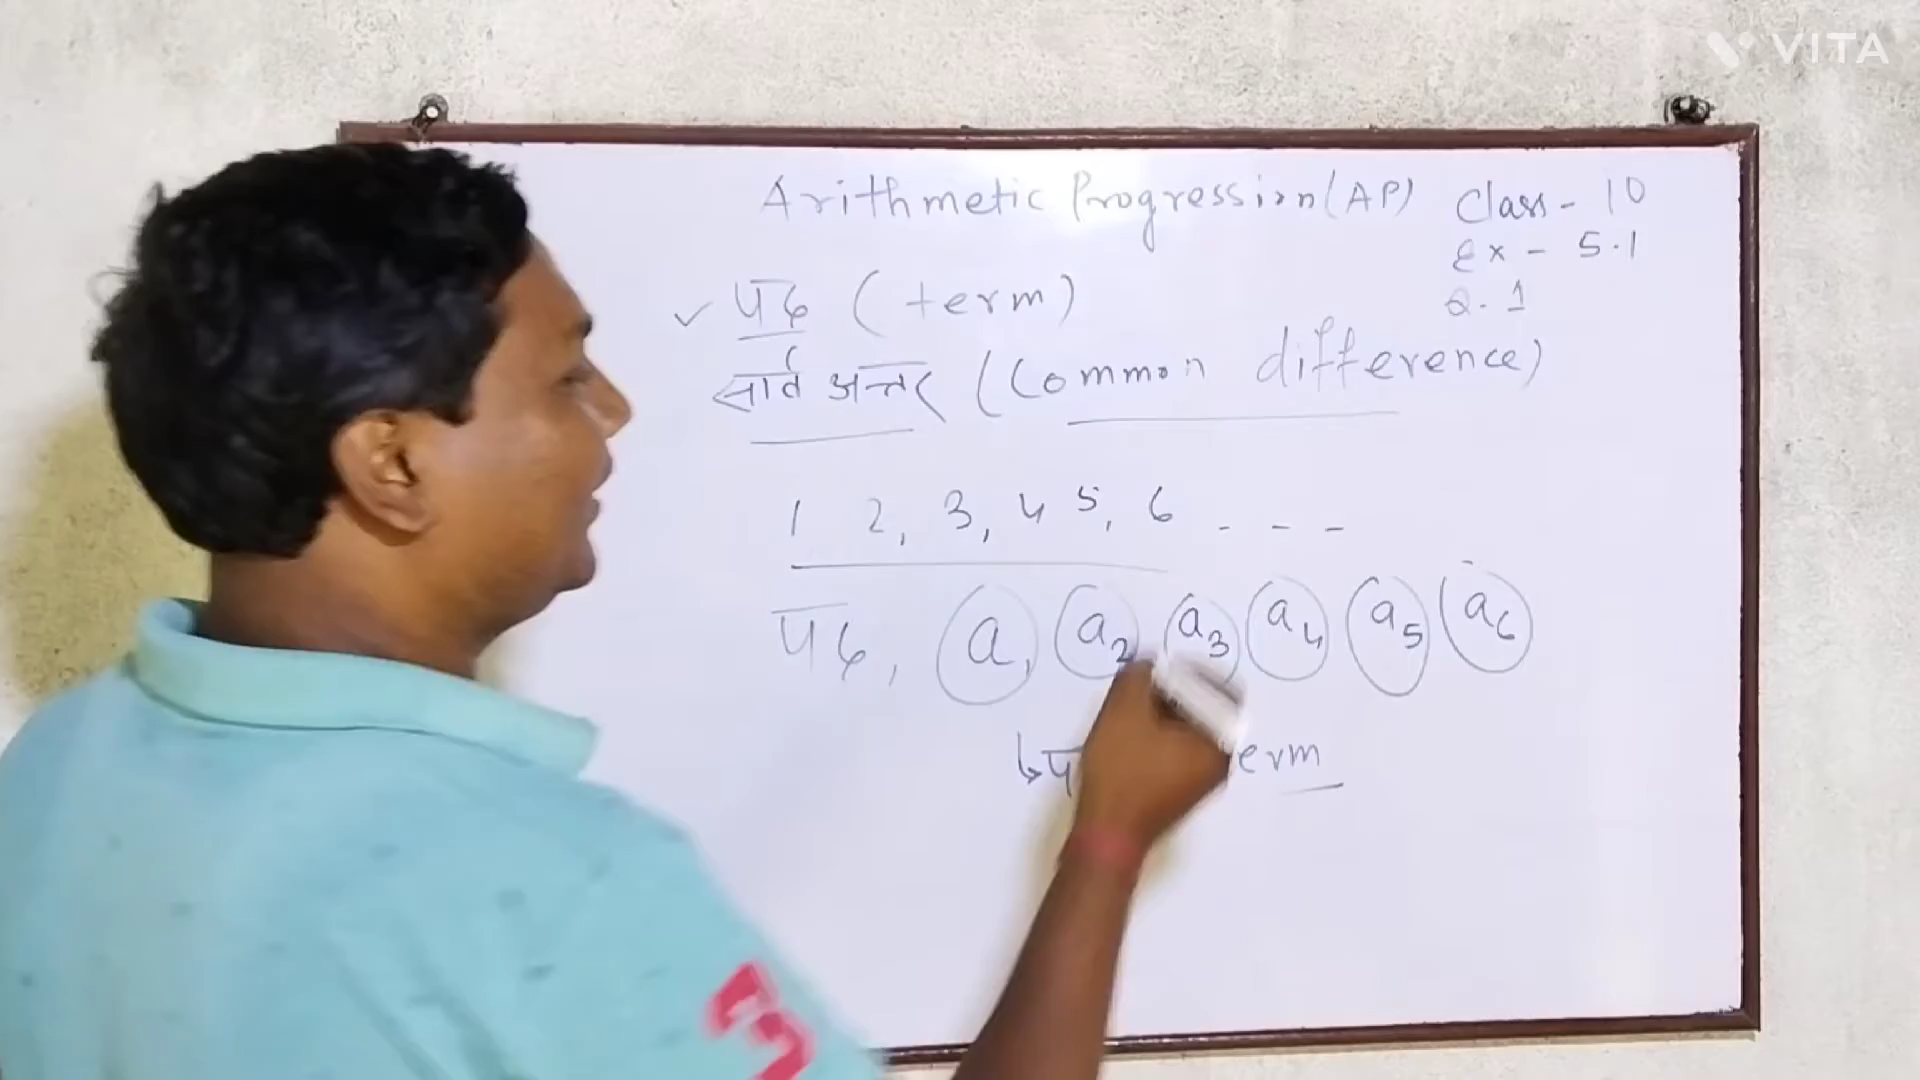 VITA
Arithmetic Progression (AP) Class - 10
Ex - 5.1
Q. 1
✓ पद (term)
सार्व अन्तर (Common difference)
1 2, 3, 4 5, 6 - - -
पद, a, a₂ a₃ a₄ a₅ a₆
↳ erm